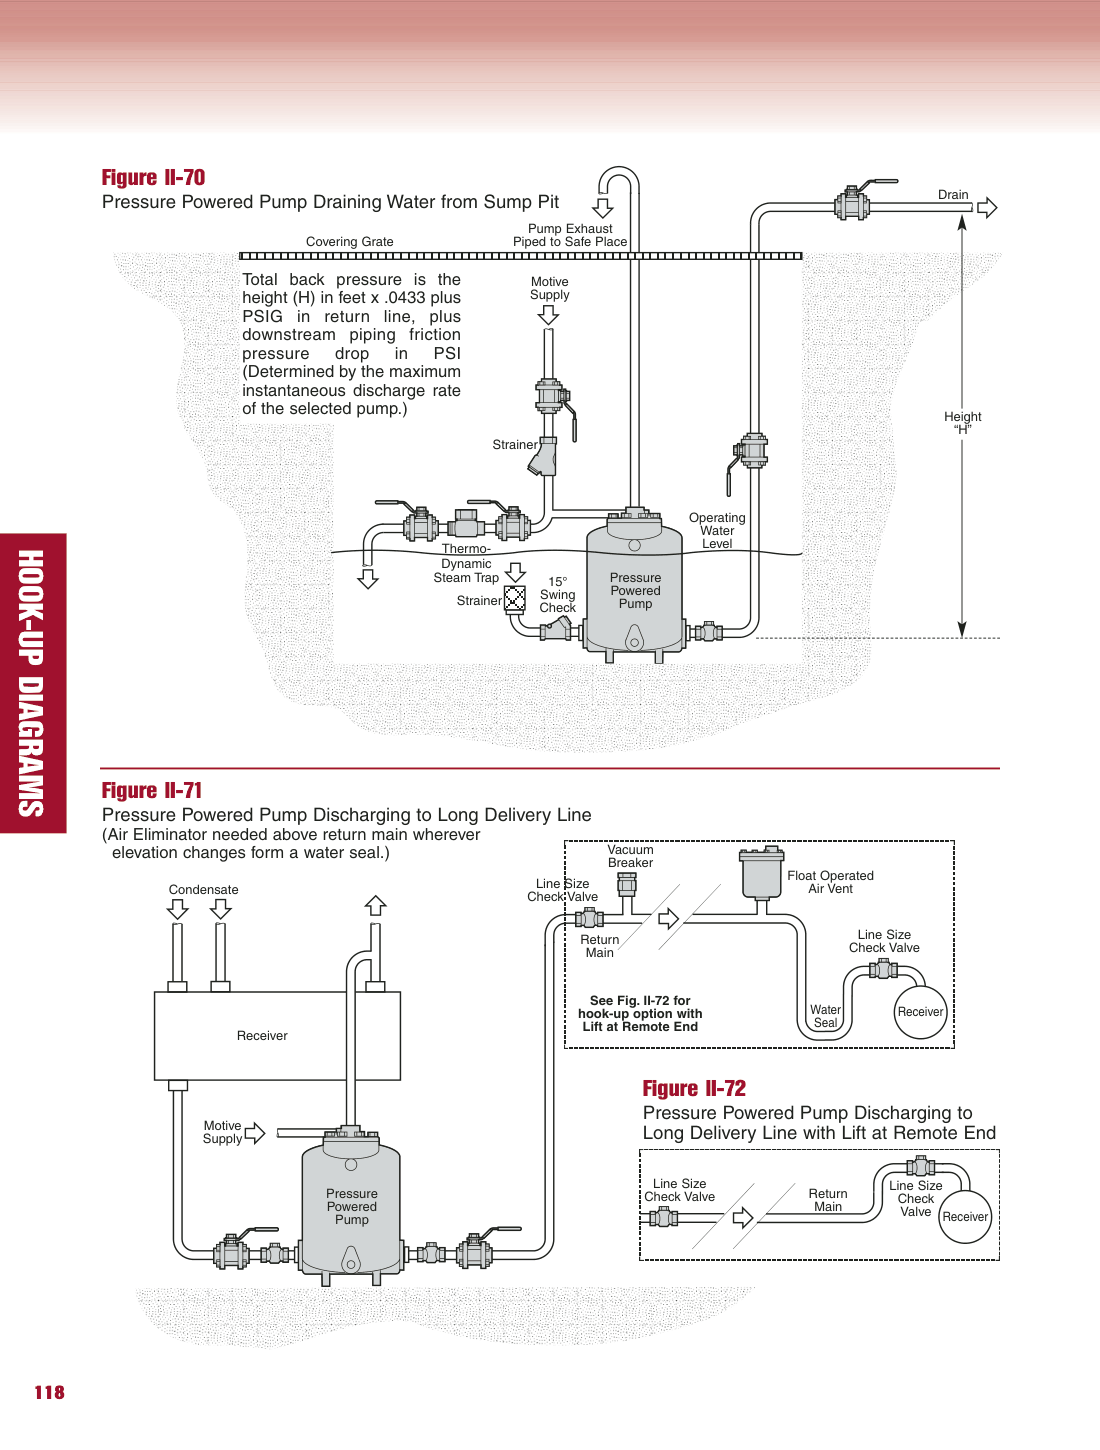 Figure II-70
Pressure Powered Pump Draining Water from Sump Pit
Drain
Pump Exhaust
Piped to Safe Place
Covering Grate
Total back pressure is the
height (H) in feet x .0433 plus
PSIG in return line, plus
downstream piping friction
pressure drop in PSI
(Determined by the maximum
instantaneous discharge rate
of the selected pump.)
Motive
Supply
Height
“H”
Strainer
Operating
Water
Level
Thermo-
Dynamic
Steam Trap
Strainer
15°
Swing
Check
Pressure
Powered
Pump
HOOK-UP DIAGRAMS
Figure II-71
Pressure Powered Pump Discharging to Long Delivery Line
(Air Eliminator needed above return main wherever
elevation changes form a water seal.)
Condensate
Vacuum
Breaker
Line Size
Check Valve
Float Operated
Air Vent
Return
Main
Line Size
Check Valve
See Fig. II-72 for
hook-up option with
Lift at Remote End
Water
Seal
Receiver
Receiver
Motive
Supply
Pressure
Powered
Pump
Figure II-72
Pressure Powered Pump Discharging to
Long Delivery Line with Lift at Remote End
Line Size
Check Valve
Return
Main
Line Size
Check
Valve
Receiver
118